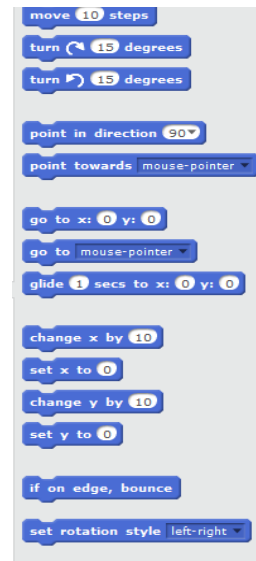 move 10 steps
turn 15 degrees
turn 15 degrees
point in direction 90
point towards mouse-pointer
go to x: 0 y: 0
go to mouse-pointer
glide 1 secs to x: 0 y: 0
change x by 10
set x to 0
change y by 10
set y to 0
if on edge, bounce
set rotation style left-right